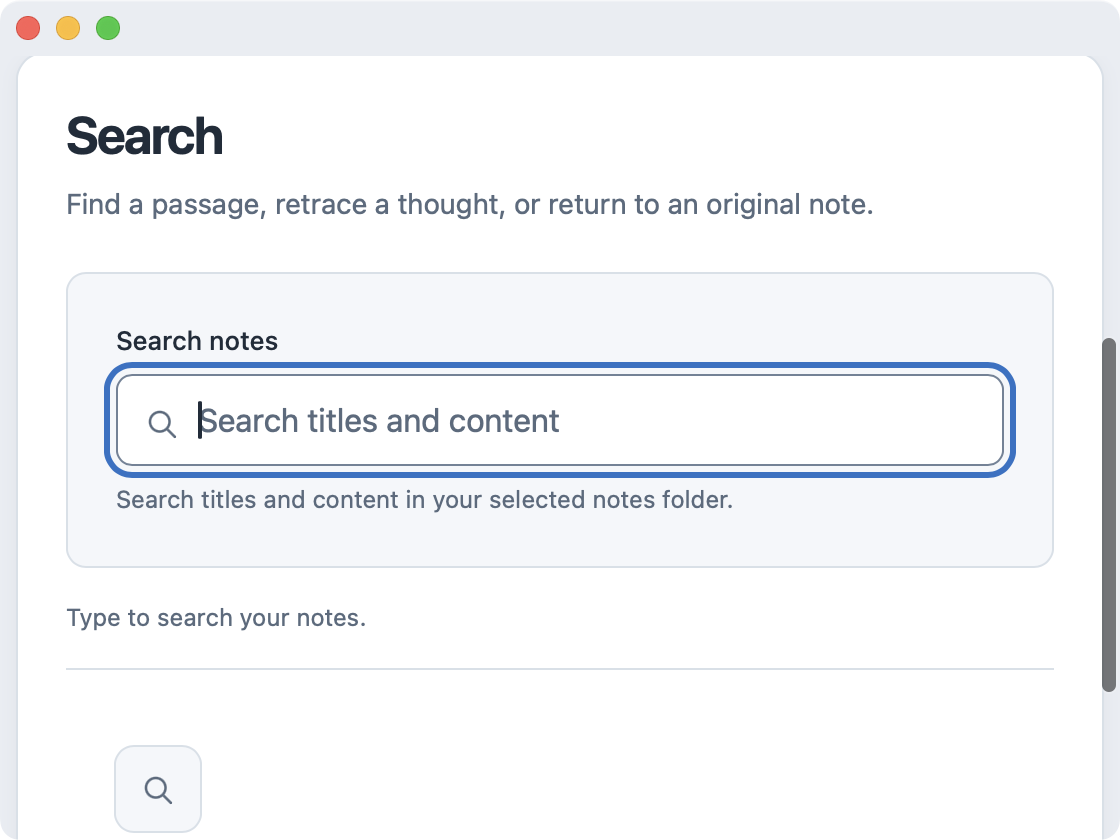 Search
Find a passage, retrace a thought, or return to an original note.
Search notes
Search titles and content
Search titles and content in your selected notes folder.
Type to search your notes.